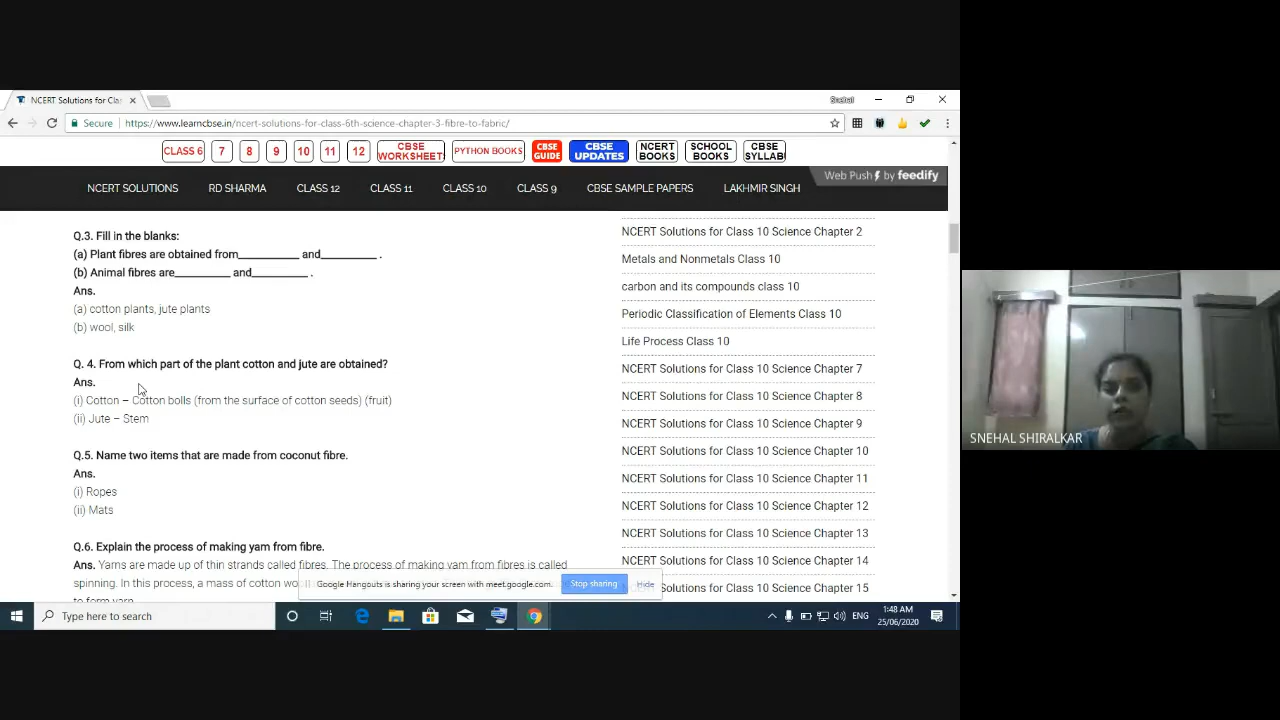 NCERT Solutions for Clas
Snehal
Secure
https://www.learncbse.in/ncert-solutions-for-class-6th-science-chapter-3-fibre-to-fabric/
CLASS 6 7 8 9 10 11 12 CBSE WORKSHEET PYTHON BOOKS CBSE GUIDE CBSE UPDATES NCERT BOOKS SCHOOL BOOKS CBSE SYLLAB
Web Push by feedify
NCERT SOLUTIONS RD SHARMA CLASS 12 CLASS 11 CLASS 10 CLASS 9 CBSE SAMPLE PAPERS LAKHMIR SINGH
Q.3. Fill in the blanks:
(a) Plant fibres are obtained from__________ and__________ .
(b) Animal fibres are__________ and__________ .
Ans.
(a) cotton plants, jute plants
(b) wool, silk
Q. 4. From which part of the plant cotton and jute are obtained?
Ans.
(i) Cotton – Cotton bolls (from the surface of cotton seeds) (fruit)
(ii) Jute – Stem
Q.5. Name two items that are made from coconut fibre.
Ans.
(i) Ropes
(ii) Mats
Q.6. Explain the process of making yam from fibre.
Ans. Yarns are made up of thin strands called fibres. The process of making yam from fibres is called
spinning. In this process, a mass of cotton wo
to form yarn
NCERT Solutions for Class 10 Science Chapter 2
Metals and Nonmetals Class 10
carbon and its compounds class 10
Periodic Classification of Elements Class 10
Life Process Class 10
NCERT Solutions for Class 10 Science Chapter 7
NCERT Solutions for Class 10 Science Chapter 8
NCERT Solutions for Class 10 Science Chapter 9
NCERT Solutions for Class 10 Science Chapter 10
NCERT Solutions for Class 10 Science Chapter 11
NCERT Solutions for Class 10 Science Chapter 12
NCERT Solutions for Class 10 Science Chapter 13
NCERT Solutions for Class 10 Science Chapter 14
Solutions for Class 10 Science Chapter 15
Google Hangouts is sharing your screen with meet.google.com.
Stop sharing
Hide
Type here to search
ENG
1:48 AM
25/06/2020
SNEHAL SHIRALKAR